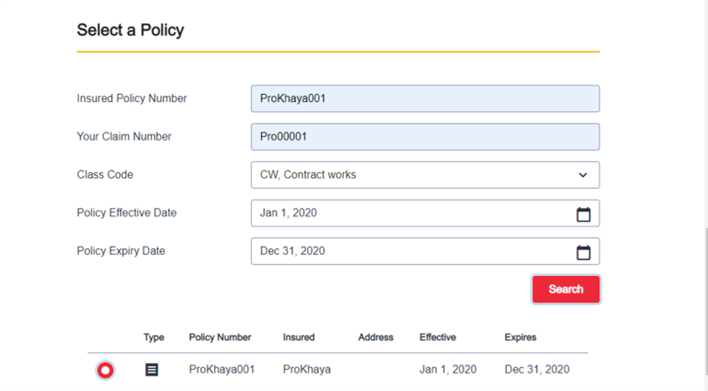 Select a Policy
Insured Policy Number ProKhaya001
Your Claim Number Pro00001
Class Code CW, Contract works
Policy Effective Date Jan 1, 2020
Policy Expiry Date Dec 31, 2020
Search
Type Policy Number Insured Address Effective Expires
ProKhaya001 ProKhaya Jan 1, 2020 Dec 31, 2020